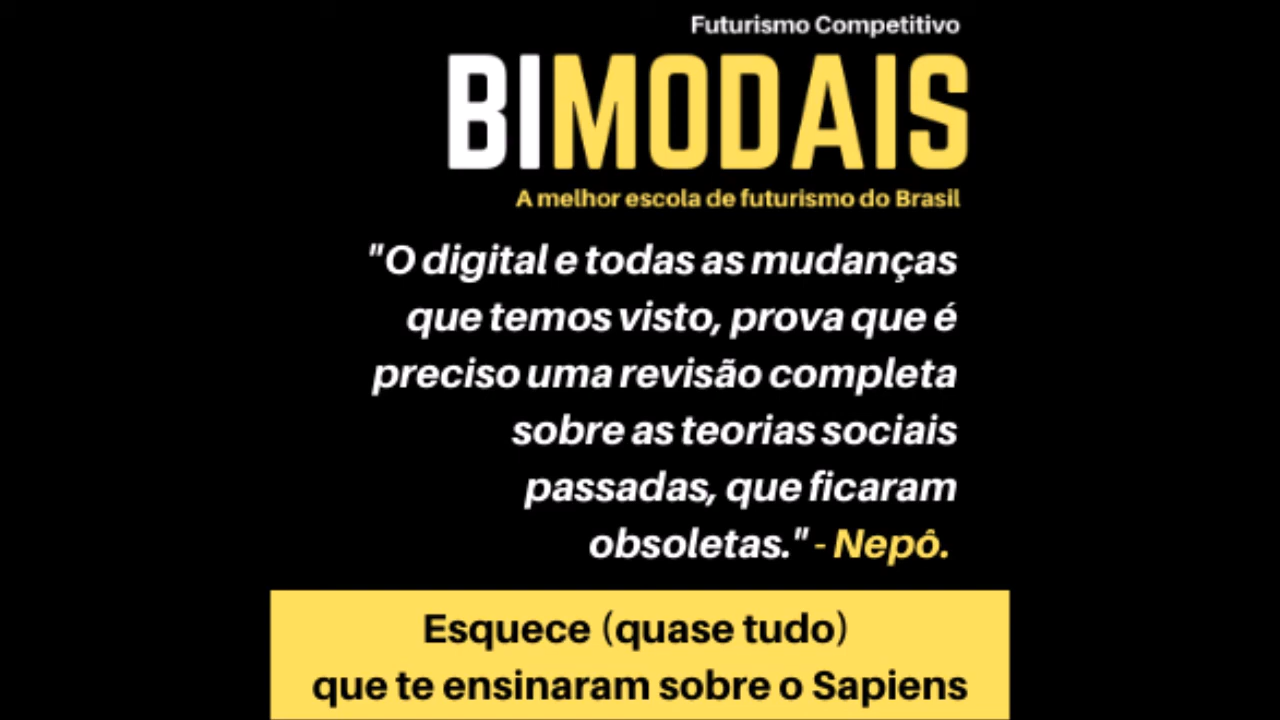 Futurismo Competitivo
BIMODAIS
A melhor escola de futurismo do Brasil
"O digital e todas as mudanças
que temos visto, prova que é
preciso uma revisão completa
sobre as teorias sociais
passadas, que ficaram
obsoletas." - Nepô.
Esquece (quase tudo)
que te ensinaram sobre o Sapiens